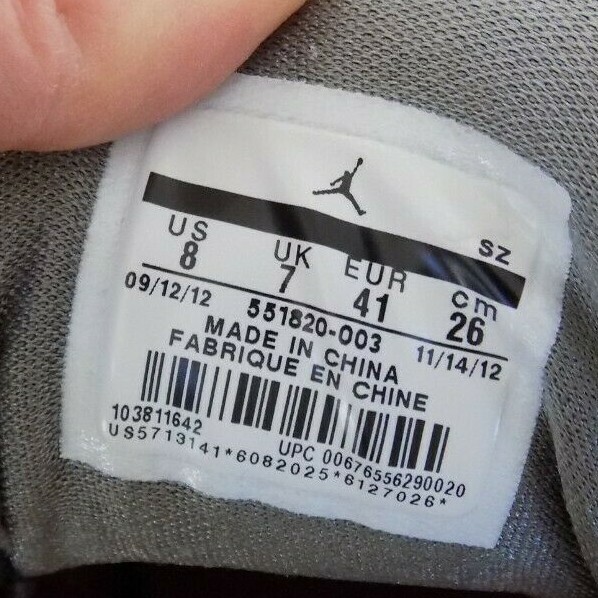 SZ
US UK EUR cm
8 7 41 26
09/12/12 551820-003 11/14/12
MADE IN CHINA
FABRIQUE EN CHINE
103811642 UPC 00676556290020
US5713141*6082025*6127026*